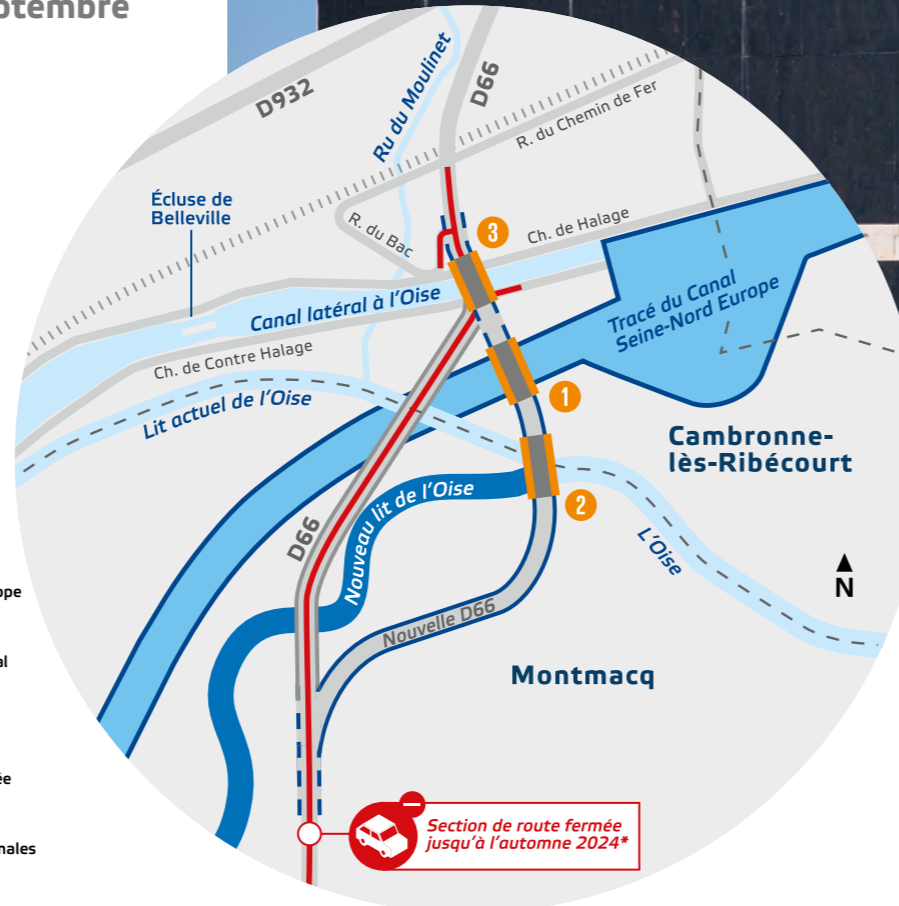 ptembre
D932
Ru du Moulinet
D66
R. du Chemin de Fer
Écluse de
Belleville
R. du Bac
3
Ch. de Halage
Canal latéral à l'Oise
Tracé du Canal
Seine-Nord Europe
Ch. de Contre Halage
Lit actuel de l'Oise
1
Cambronne-
lès-Ribécourt
2
Nouveau lit de l'Oise
D66
L'Oise
N
ope
Nouvelle D66
al
Montmacq
ée
Section de route fermée
jusqu'à l'automne 2024*
nales